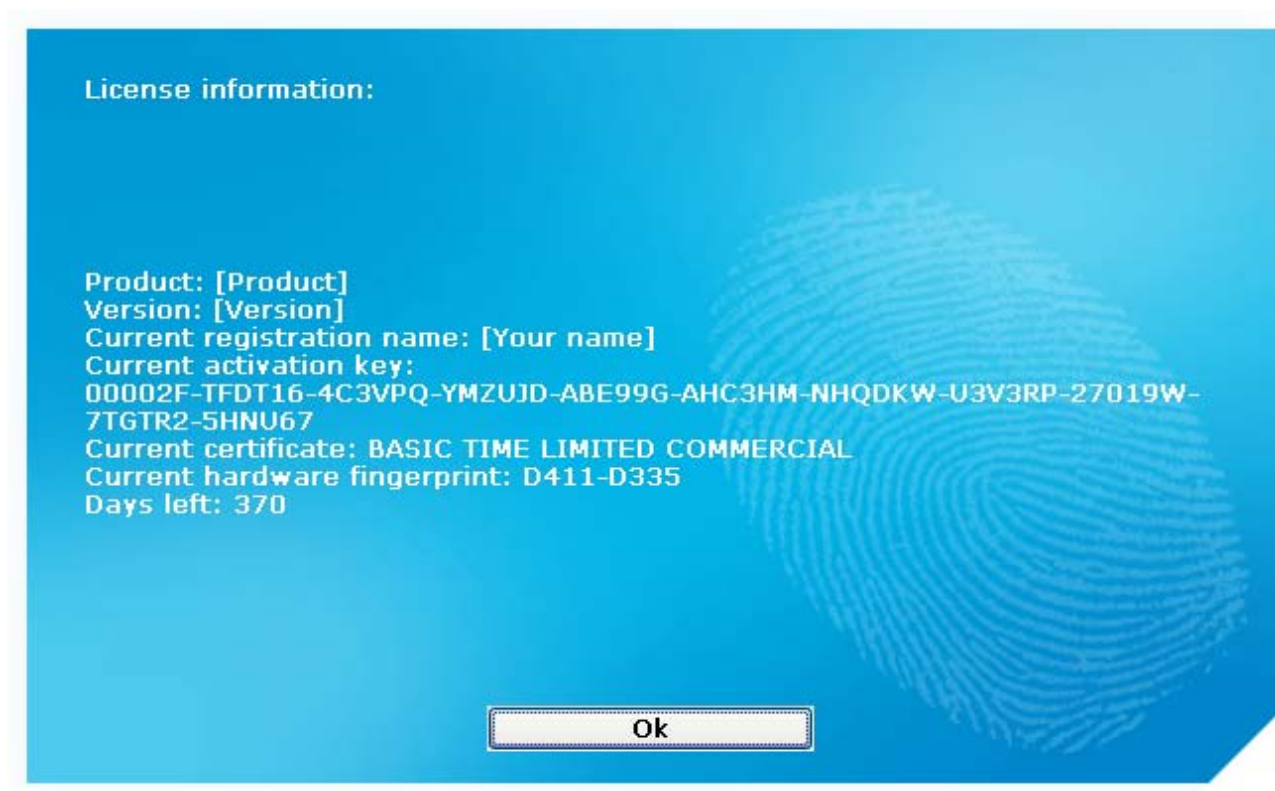 License information:
Product: [Product]
Version: [Version]
Current registration name: [Your name]
Current activation key:
00002F-TFDT16-4C3VPQ-YMZUJD-ABE99G-AHC3HM-NHQDKW-U3V3RP-27019W-
7TGTR2-5HNU67
Current certificate: BASIC TIME LIMITED COMMERCIAL
Current hardware fingerprint: D411-D335
Days left: 370
Ok